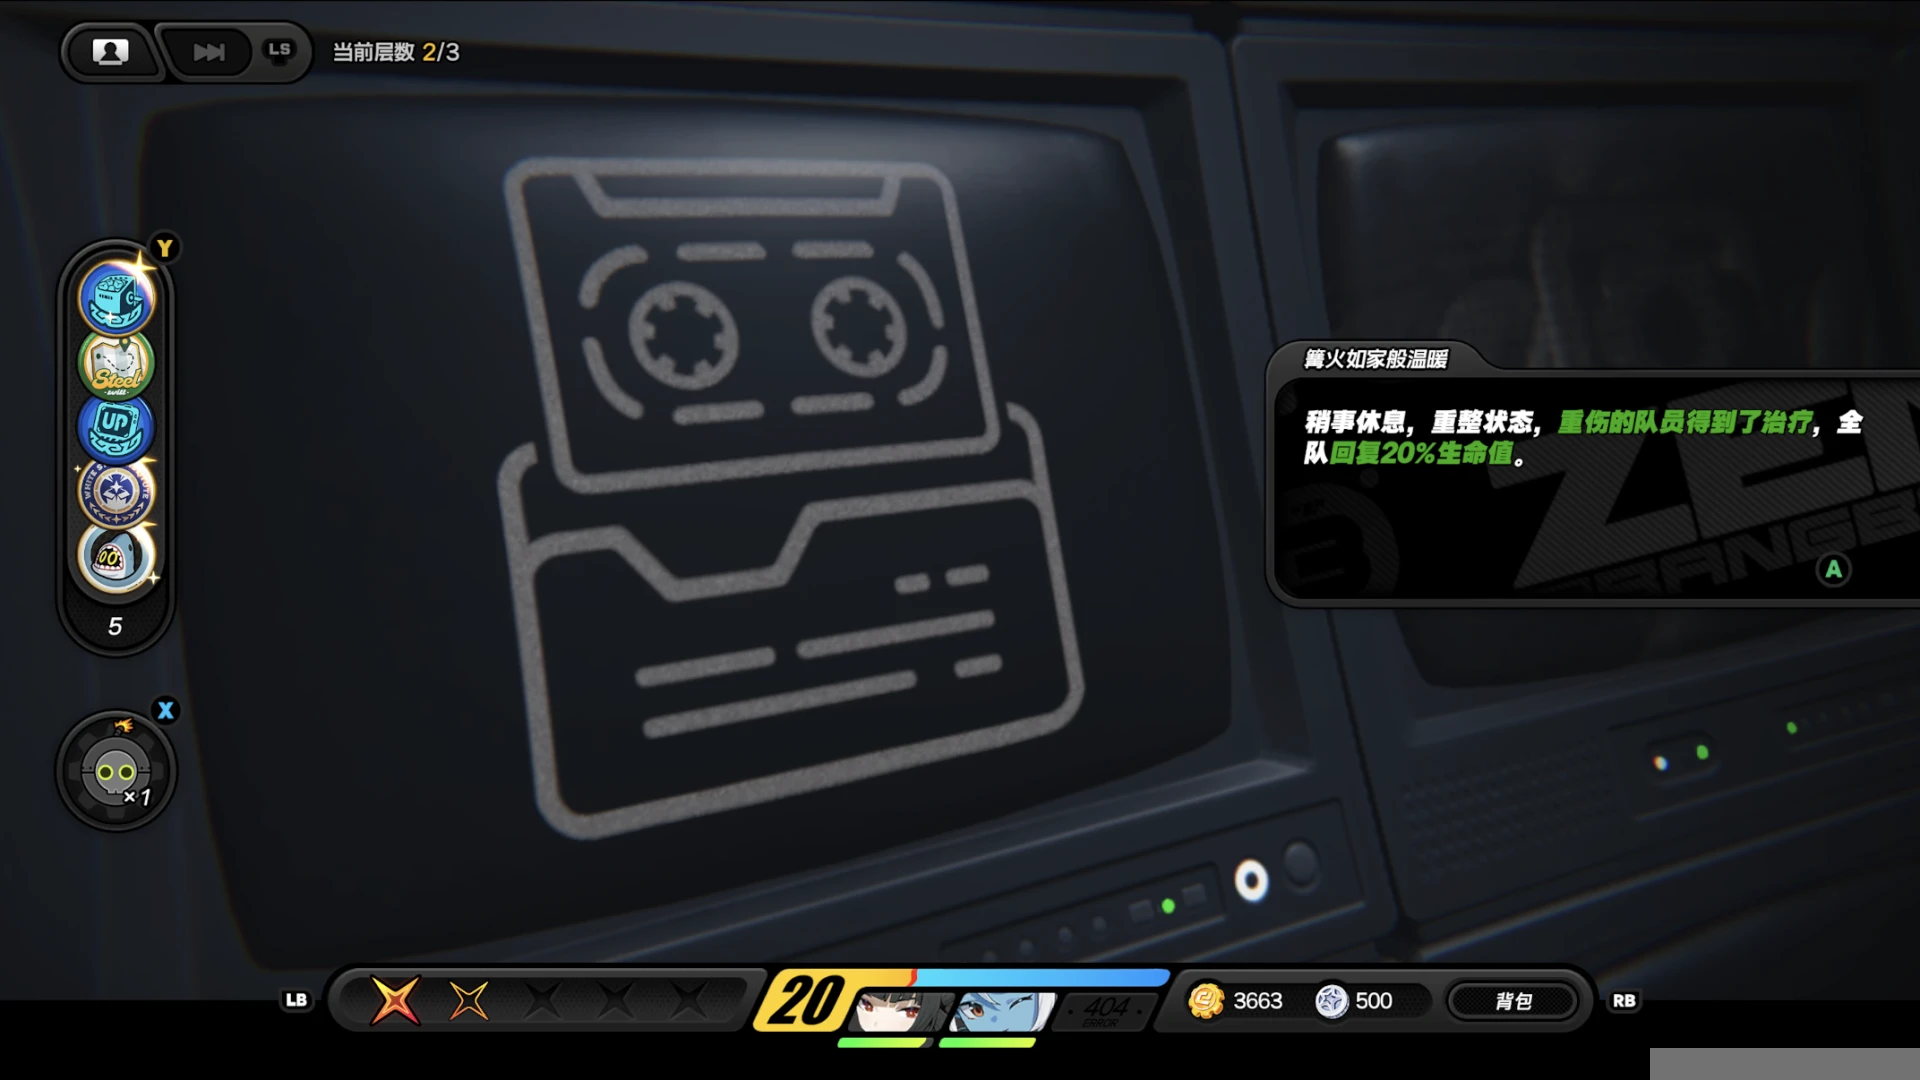 LS
当前层数 2/3
Y
Steel
UP
5
X
×1
篝火如家般温暖
稍事休息，重整状态，重伤的队员得到了治疗，全
队回复20%生命值。
A
LB
20
404
ERROR
3663
500
背包
RB